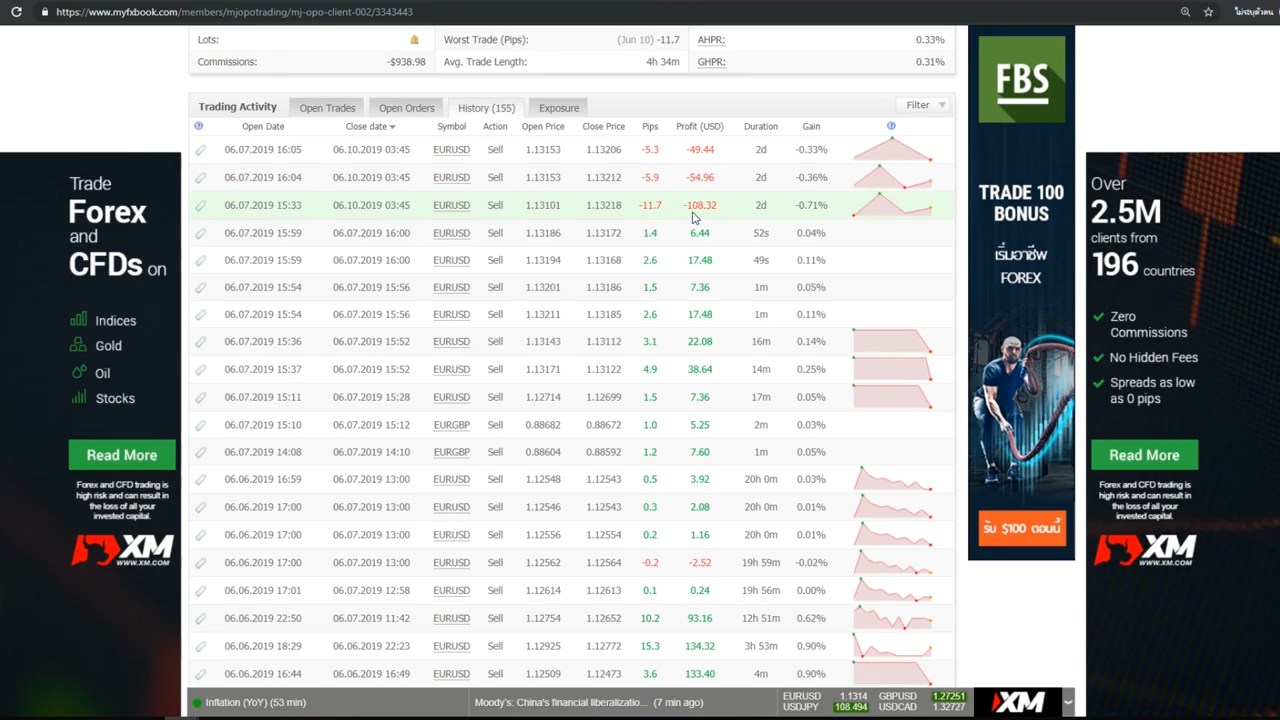 https://www.myfxbook.com/members/mjopotrading/mj-opo-client-002/3343443
ไม่ระบุตัวตน
Lots: Worst Trade (Pips): (Jun 10) -11.7 AHPR: 0.33%
Commissions: -$938.98 Avg. Trade Length: 4h 34m GHPR: 0.31%
Trading Activity Open Trades Open Orders History (155) Exposure Filter
Open Date Close date Symbol Action Open Price Close Price Pips Profit (USD) Duration Gain
06.07.2019 16:05 06.10.2019 03:45 EURUSD Sell 1.13153 1.13206 -5.3 -49.44 2d -0.33%
06.07.2019 16:04 06.10.2019 03:45 EURUSD Sell 1.13153 1.13212 -5.9 -54.96 2d -0.36%
06.07.2019 15:33 06.10.2019 03:45 EURUSD Sell 1.13101 1.13218 -11.7 -108.32 2d -0.71%
06.07.2019 15:59 06.07.2019 16:00 EURUSD Sell 1.13186 1.13172 1.4 6.44 52s 0.04%
06.07.2019 15:59 06.07.2019 16:00 EURUSD Sell 1.13194 1.13168 2.6 17.48 49s 0.11%
06.07.2019 15:54 06.07.2019 15:56 EURUSD Sell 1.13201 1.13186 1.5 7.36 1m 0.05%
06.07.2019 15:54 06.07.2019 15:56 EURUSD Sell 1.13211 1.13185 2.6 17.48 1m 0.11%
06.07.2019 15:36 06.07.2019 15:52 EURUSD Sell 1.13143 1.13112 3.1 22.08 16m 0.14%
06.07.2019 15:37 06.07.2019 15:52 EURUSD Sell 1.13171 1.13122 4.9 38.64 14m 0.25%
06.07.2019 15:11 06.07.2019 15:28 EURUSD Sell 1.12714 1.12699 1.5 7.36 17m 0.05%
06.07.2019 15:10 06.07.2019 15:12 EURGBP Sell 0.88682 0.88672 1.0 5.25 2m 0.03%
06.07.2019 14:08 06.07.2019 14:10 EURGBP Sell 0.88604 0.88592 1.2 7.60 1m 0.05%
06.06.2019 16:59 06.07.2019 13:00 EURUSD Sell 1.12548 1.12543 0.5 3.92 20h 0m 0.03%
06.06.2019 17:00 06.07.2019 13:00 EURUSD Sell 1.12546 1.12543 0.3 2.08 20h 0m 0.01%
06.06.2019 17:00 06.07.2019 13:00 EURUSD Sell 1.12556 1.12554 0.2 1.16 20h 0m 0.01%
06.06.2019 17:00 06.07.2019 13:00 EURUSD Sell 1.12562 1.12564 -0.2 -2.52 19h 59m -0.02%
06.06.2019 17:01 06.07.2019 12:58 EURUSD Sell 1.12614 1.12613 0.1 0.24 19h 56m 0.00%
06.06.2019 22:50 06.07.2019 11:42 EURUSD Sell 1.12754 1.12652 10.2 93.16 12h 51m 0.62%
06.06.2019 18:29 06.06.2019 22:23 EURUSD Sell 1.12925 1.12772 15.3 134.32 3h 53m 0.90%
06.06.2019 16:44 06.06.2019 16:49 EURUSD Sell 1.12509 1.12473 3.6 133.40 4m 0.90%
Inflation (YoY) (53 min)
Moody's: China's financial liberalizatio... (7 min ago)
EURUSD 1.1314 GBPUSD 1.27251
USDJPY 108.494 USDCAD 1.32727
XM
Trade
Forex
and
CFDs on
Indices
Gold
Oil
Stocks
Read More
Forex and CFD trading is
high risk and can result in
the loss of all your
invested capital.
XM
WWW.XM.COM
FBS
TRADE 100
BONUS
เริ่มอาชีพ
FOREX
รับ $100 ตอนนี้
Over
2.5M
clients from
196 countries
Zero
Commissions
No Hidden Fees
Spreads as low
as 0 pips
Read More
Forex and CFD trading is
high risk and can result in
the loss of all your
invested capital.
XM
WWW.XM.COM